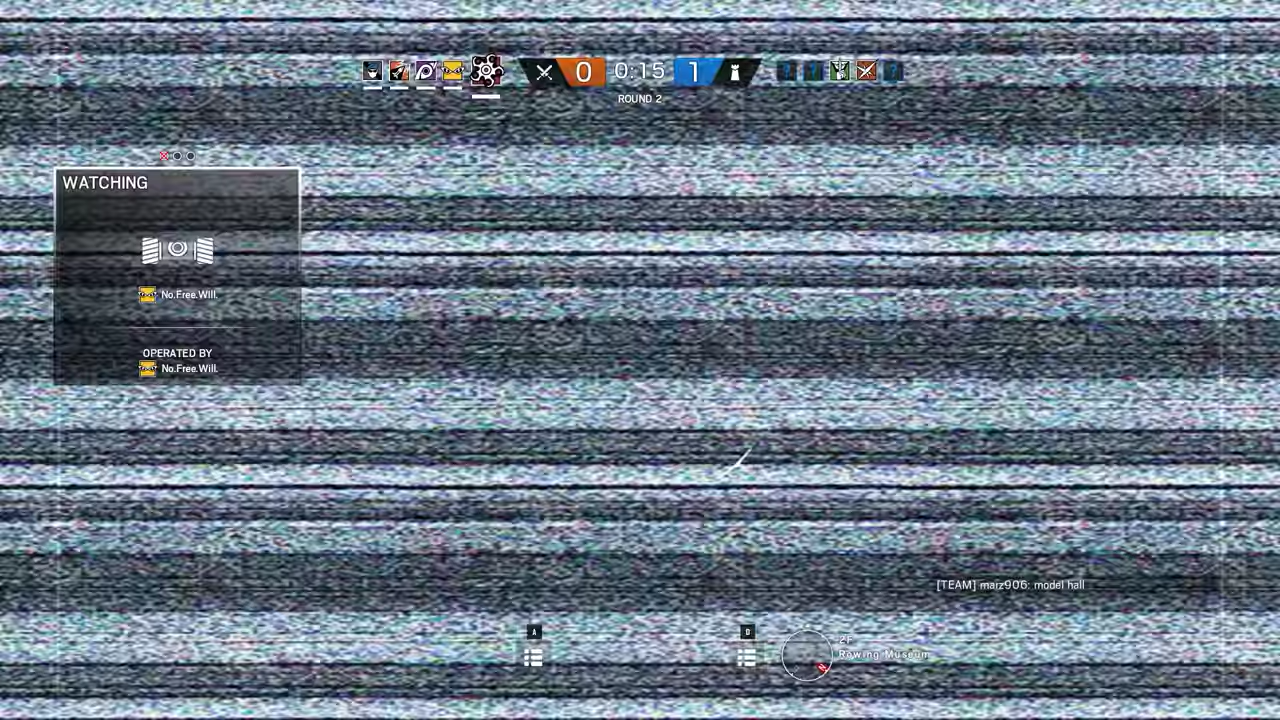 0 0:15 1
ROUND 2
WATCHING
No.Free.Will.
OPERATED BY
No.Free.Will.
[TEAM] marz906: model hall
A D
2F
Rowing Museum